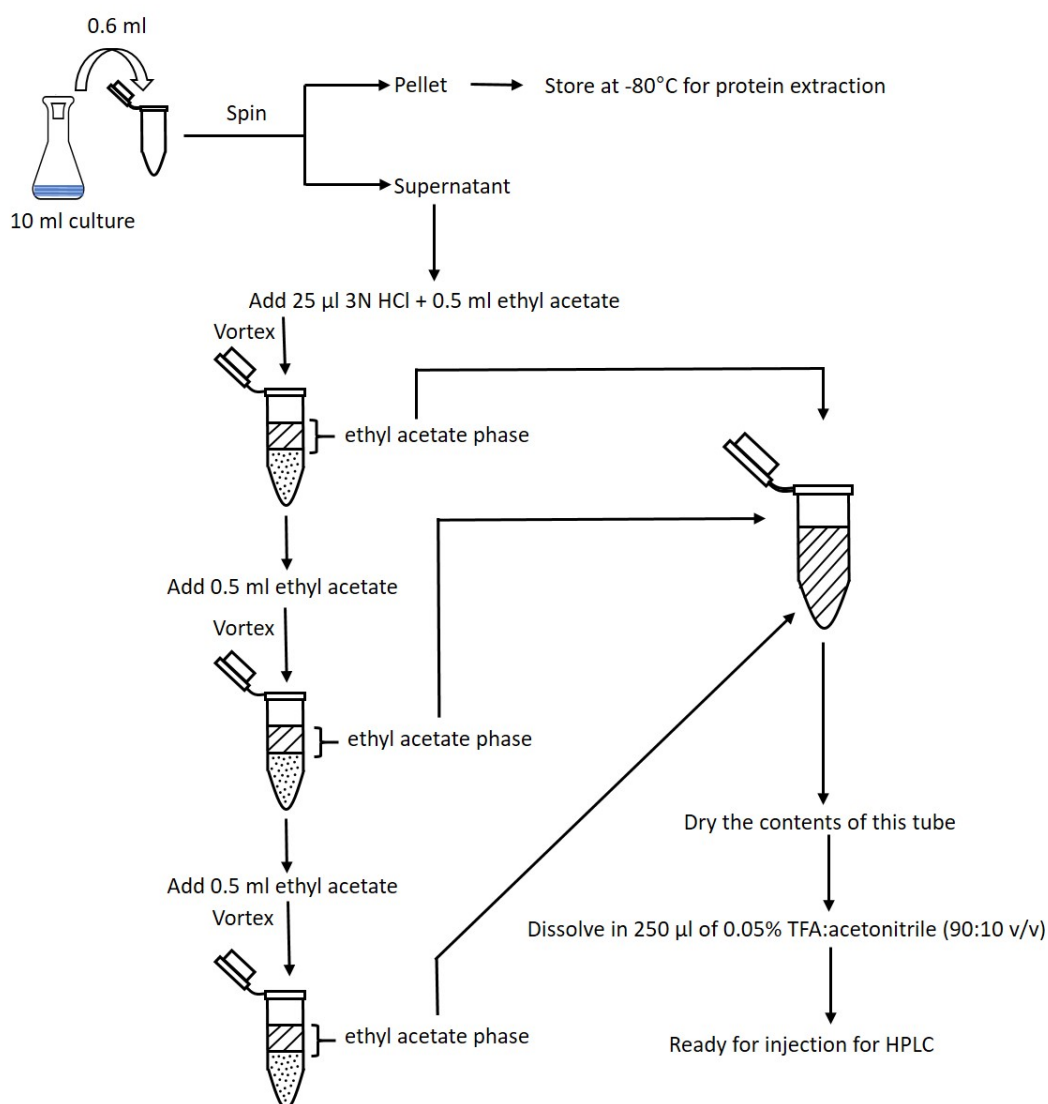 0.6 ml
Pellet
Store at -80°C for protein extraction
Spin
Supernatant
10 ml culture
Add 25 µl 3N HCl + 0.5 ml ethyl acetate
Vortex
ethyl acetate phase
Add 0.5 ml ethyl acetate
Vortex
ethyl acetate phase
Add 0.5 ml ethyl acetate
Vortex
ethyl acetate phase
Dry the contents of this tube
Dissolve in 250 µl of 0.05% TFA:acetonitrile (90:10 v/v)
Ready for injection for HPLC